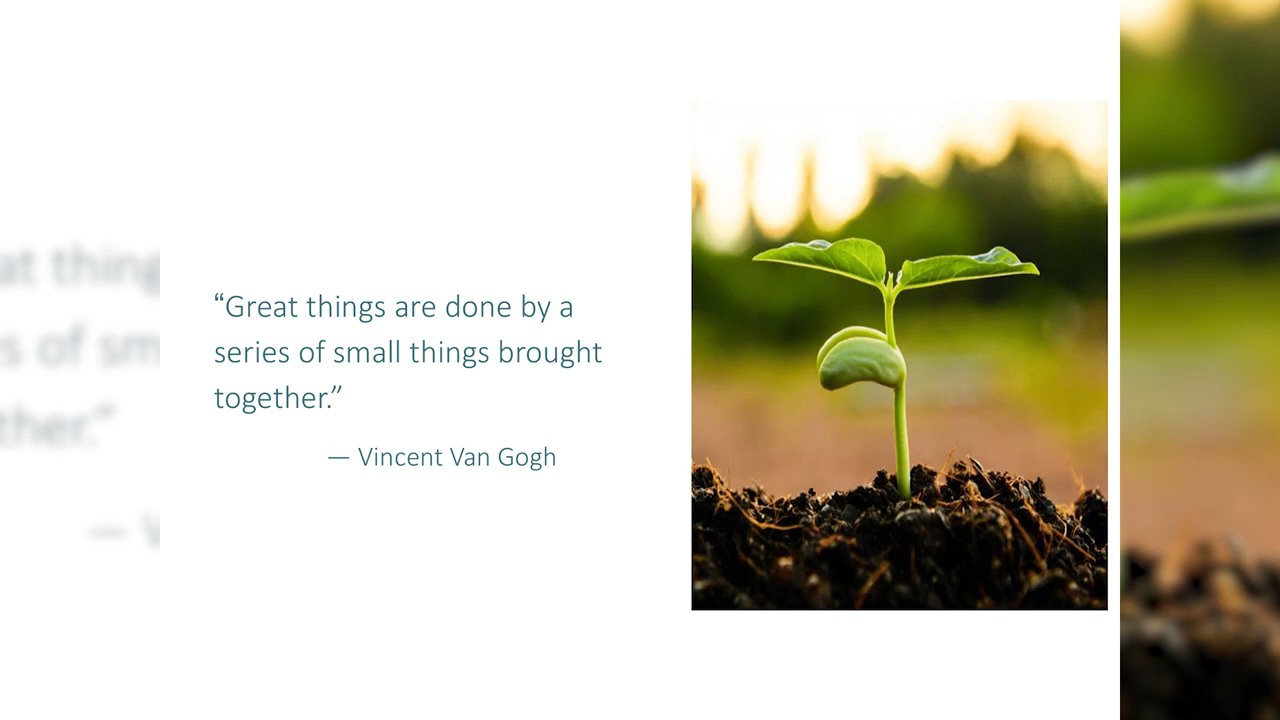 “Great things are done by a
series of small things brought
together.”
— Vincent Van Gogh